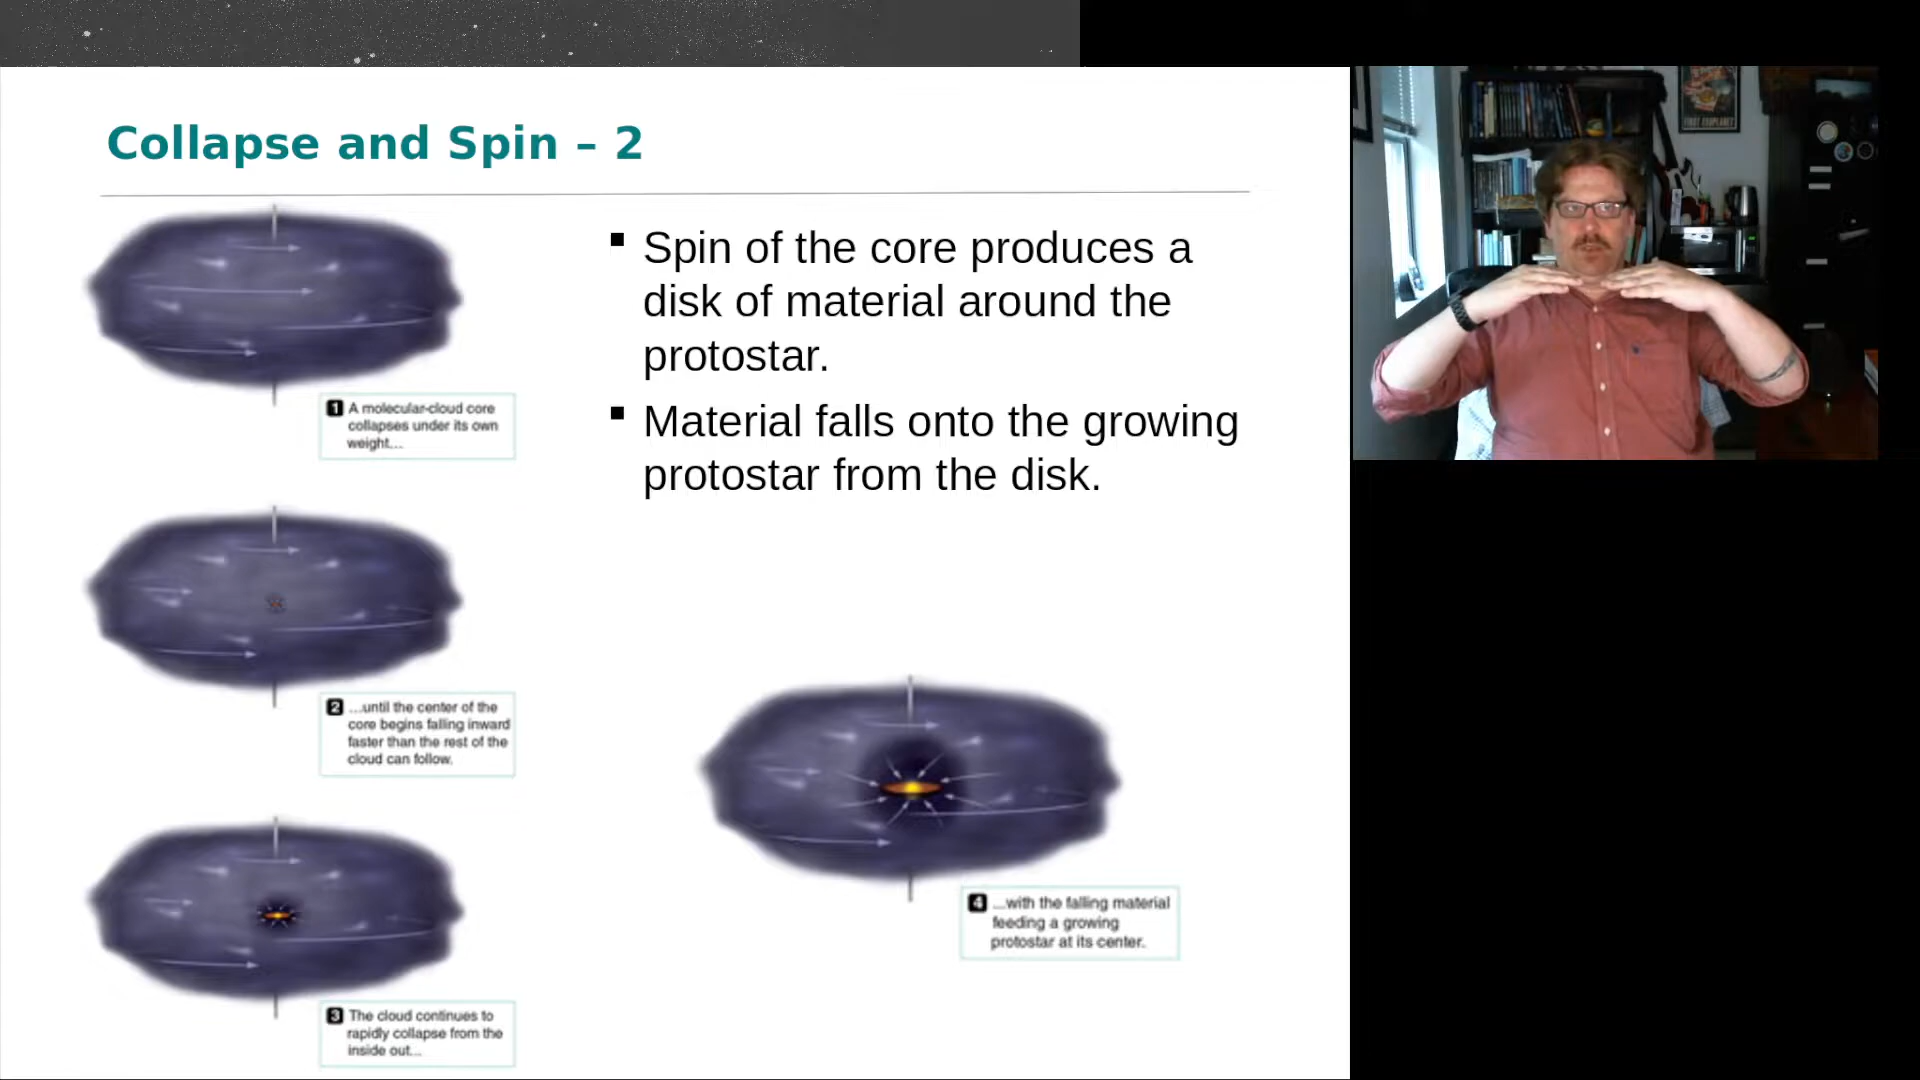 Collapse and Spin – 2
Spin of the core produces a
disk of material around the
protostar.
Material falls onto the growing
protostar from the disk.
1 A molecular-cloud core
collapses under its own
weight...
2 ...until the center of the
core begins falling inward
faster than the rest of the
cloud can follow.
3 The cloud continues to
rapidly collapse from the
inside out...
4 ...with the falling material
feeding a growing
protostar at its center.
FIRST EXOPLANET